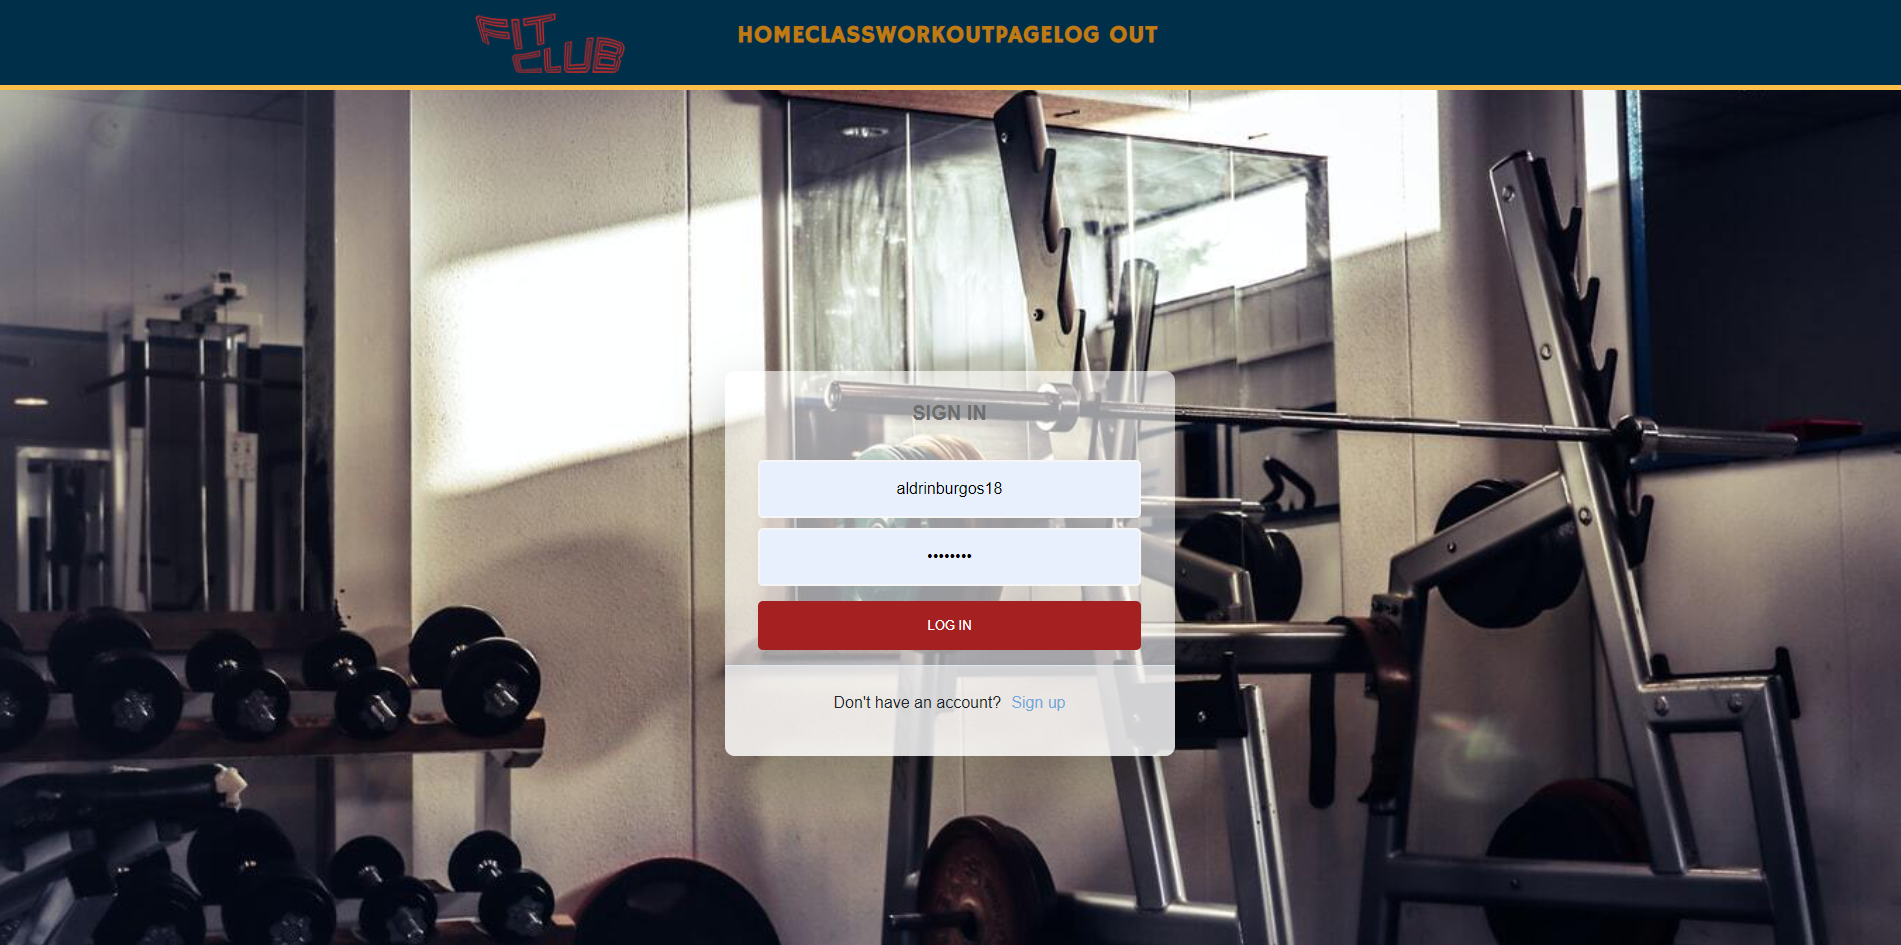 FIT
CLUB
HOMECLASSWORKOUTPAGELOG OUT
SIGN IN
aldrinburgos18
••••••••
LOG IN
Don't have an account? Sign up